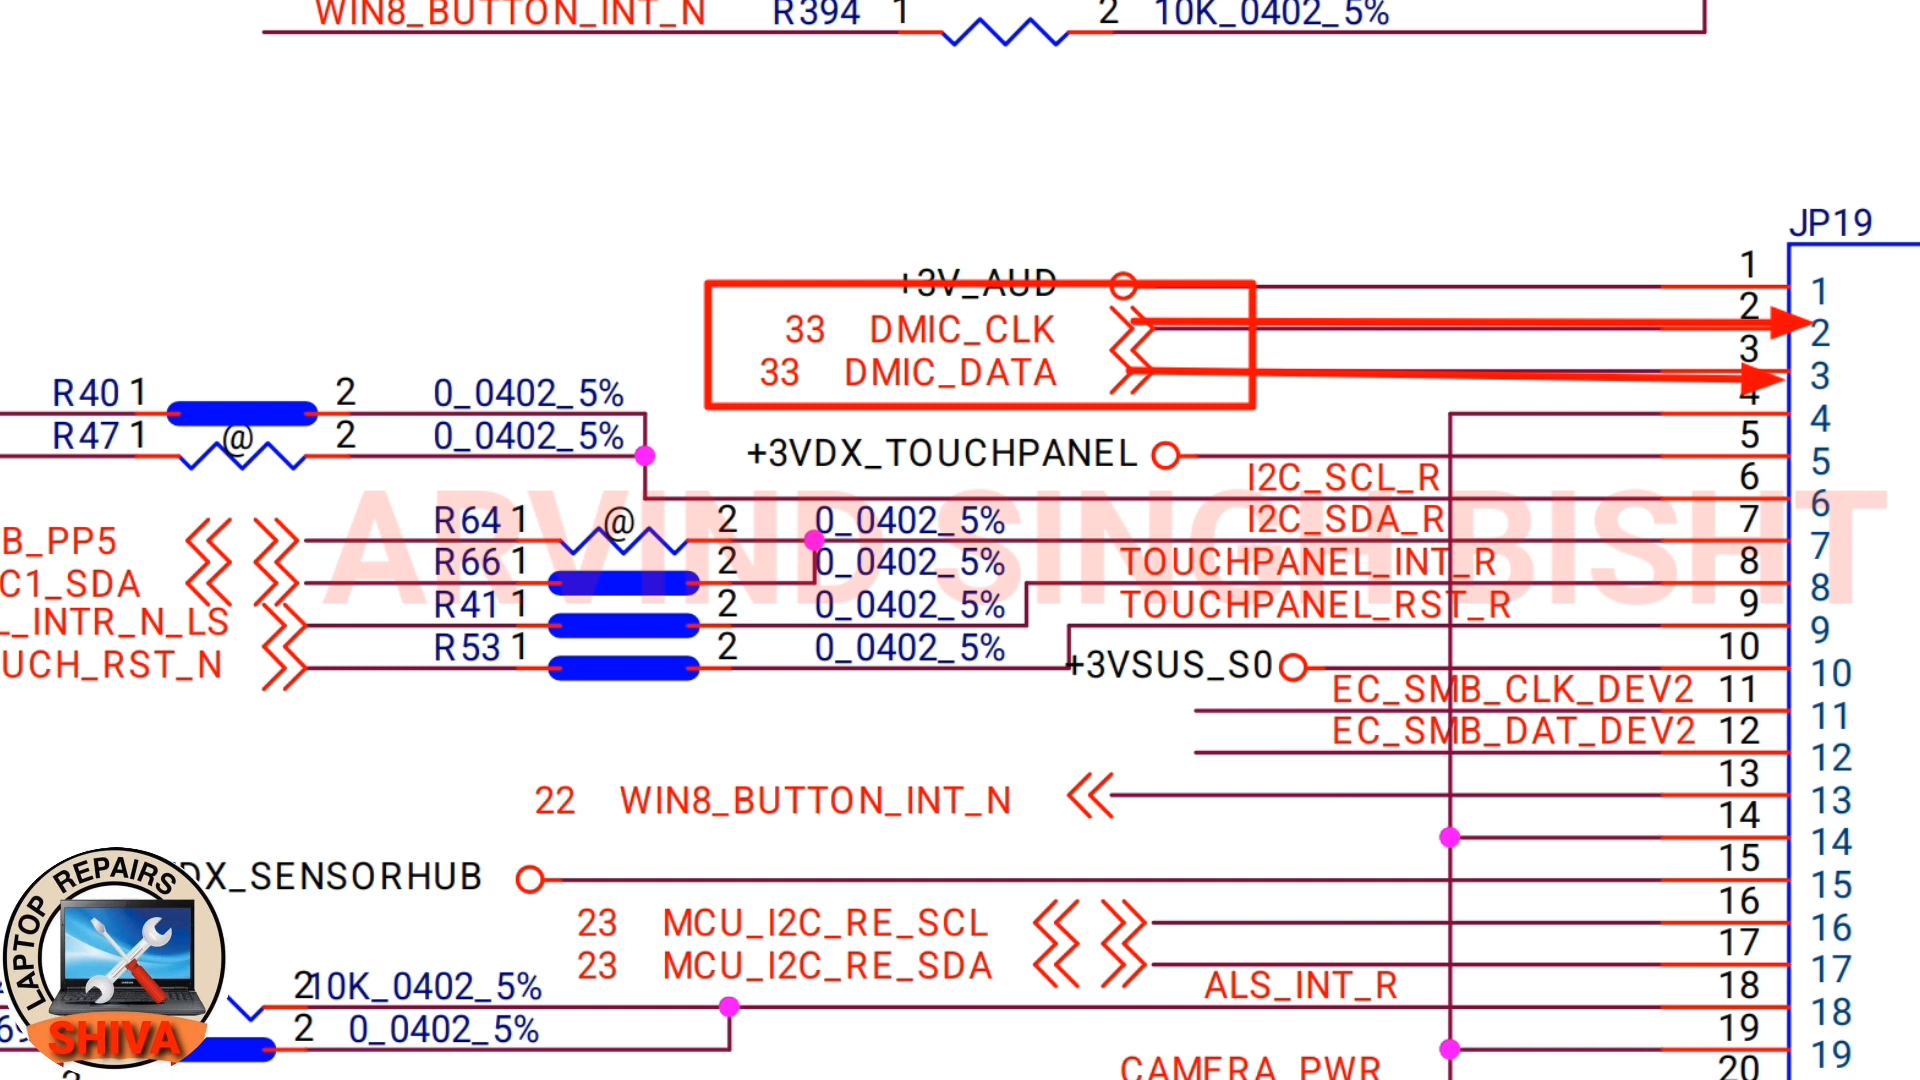 WIN8_BUTTON_INT_N R394 1 2 10K_0402_5%
JP19
+3V_AUD 1 1
33 DMIC_CLK 2 2
33 DMIC_DATA 3 3
R40 1 2 0_0402_5% 4 4
R47 1 @ 2 0_0402_5% +3VDX_TOUCHPANEL 5 5
I2C_SCL_R 6 6
R64 1 @ 2 0_0402_5% I2C_SDA_R 7 7
B_PP5
R66 1 2 0_0402_5% TOUCHPANEL_INT_R 8 8
C1_SDA
R41 1 2 0_0402_5% TOUCHPANEL_RST_R 9 9
_INTR_N_LS
R53 1 2 0_0402_5% +3VSUS_S0 10 10
UCH_RST_N
ARVIND SINGH BISHT
EC_SMB_CLK_DEV2 11 11
EC_SMB_DAT_DEV2 12 12
22 WIN8_BUTTON_INT_N 13 13
14 14
DX_SENSORHUB 15 15
23 MCU_I2C_RE_SCL 16 16
23 MCU_I2C_RE_SDA 17 17
2 10K_0402_5% ALS_INT_R 18 18
2 0_0402_5% 19 19
CAMERA_PWR 20
LAPTOP REPAIRS
SHIVA